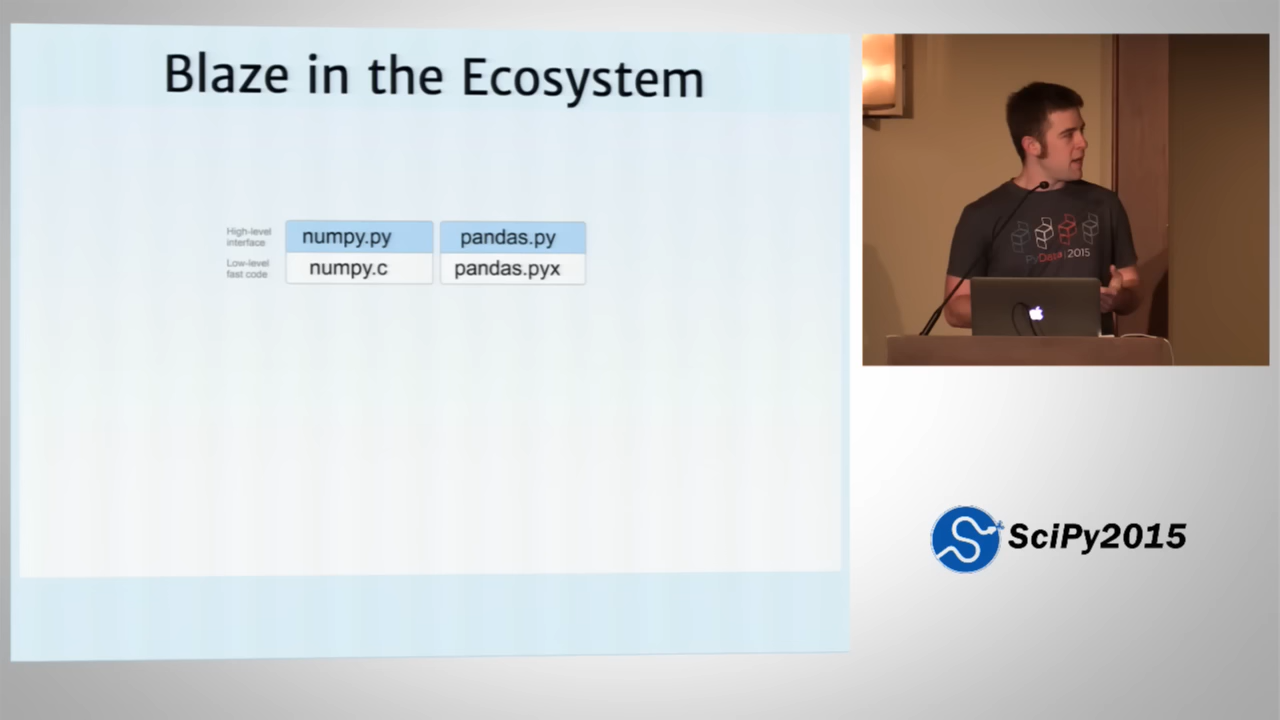 Blaze in the Ecosystem
High-level
interface
numpy.py
pandas.py
Low-level
fast code
numpy.c
pandas.pyx
PyData | 2015
SciPy2015